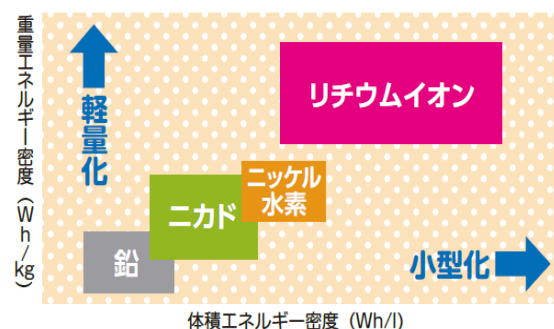 重量エネルギー密度（Wh/kg）
軽量化
リチウムイオン
ニッケル
水素
ニカド
鉛
小型化
体積エネルギー密度（Wh/l）